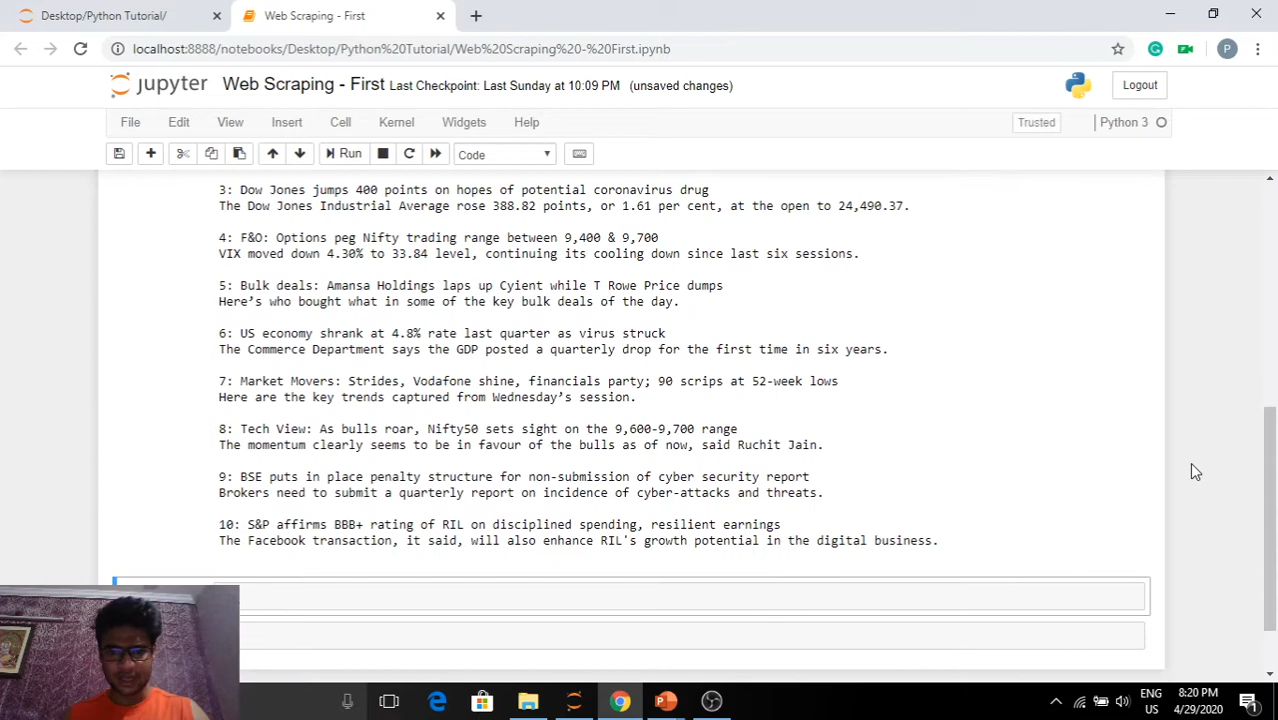 Desktop/Python Tutorial/
Web Scraping - First
localhost:8888/notebooks/Desktop/Python%20Tutorial/Web%20Scraping%20-%20First.ipynb
P
jupyter
Web Scraping - First Last Checkpoint: Last Sunday at 10:09 PM (unsaved changes)
Logout
File Edit View Insert Cell Kernel Widgets Help
Trusted
Python 3
Run
Code
3: Dow Jones jumps 400 points on hopes of potential coronavirus drug
The Dow Jones Industrial Average rose 388.82 points, or 1.61 per cent, at the open to 24,490.37.
4: F&O: Options peg Nifty trading range between 9,400 & 9,700
VIX moved down 4.30% to 33.84 level, continuing its cooling down since last six sessions.
5: Bulk deals: Amansa Holdings laps up Cyient while T Rowe Price dumps
Here’s who bought what in some of the key bulk deals of the day.
6: US economy shrank at 4.8% rate last quarter as virus struck
The Commerce Department says the GDP posted a quarterly drop for the first time in six years.
7: Market Movers: Strides, Vodafone shine, financials party; 90 scrips at 52-week lows
Here are the key trends captured from Wednesday’s session.
8: Tech View: As bulls roar, Nifty50 sets sight on the 9,600-9,700 range
The momentum clearly seems to be in favour of the bulls as of now, said Ruchit Jain.
9: BSE puts in place penalty structure for non-submission of cyber security report
Brokers need to submit a quarterly report on incidence of cyber-attacks and threats.
10: S&P affirms BBB+ rating of RIL on disciplined spending, resilient earnings
The Facebook transaction, it said, will also enhance RIL's growth potential in the digital business.
ENG
US
8:20 PM
4/29/2020
1